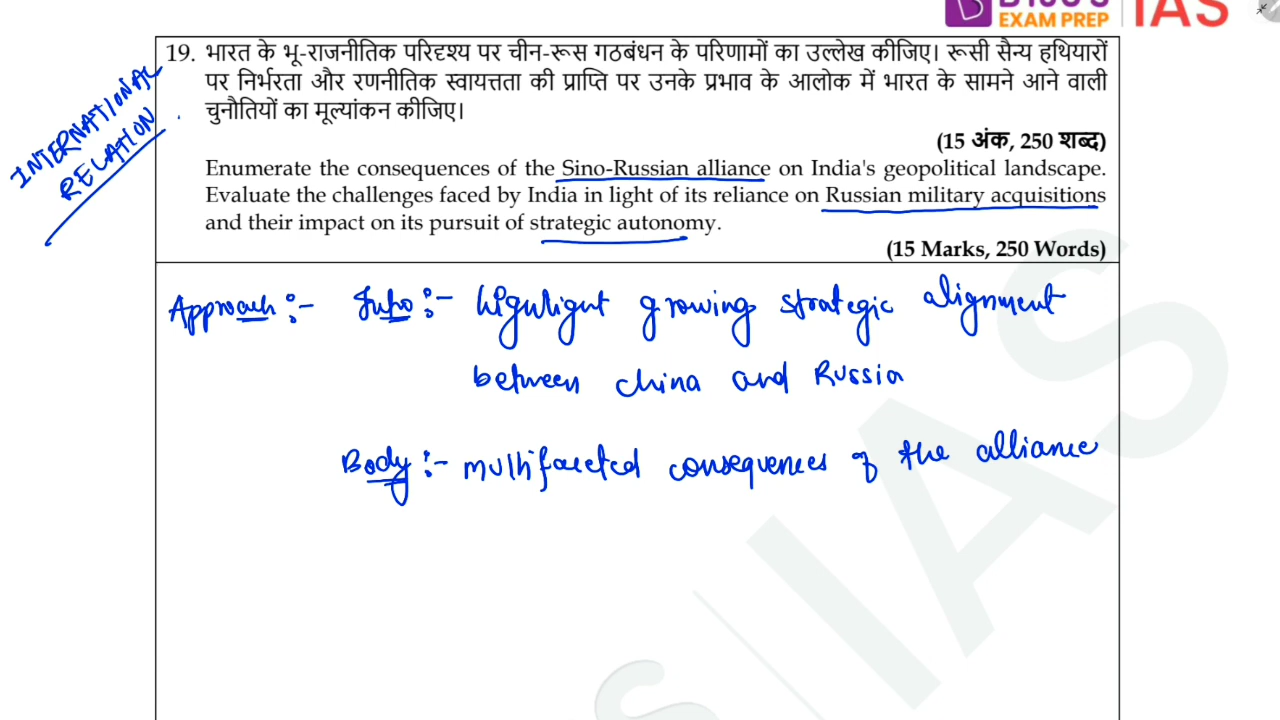 BYJU'S IAS
EXAM PREP
INTERNATIONAL
RELATION
19. भारत के भू-राजनीतिक परिदृश्य पर चीन-रूस गठबंधन के परिणामों का उल्लेख कीजिए। रूसी सैन्य हथियारों
पर निर्भरता और रणनीतिक स्वायत्तता की प्राप्ति पर उनके प्रभाव के आलोक में भारत के सामने आने वाली
चुनौतियों का मूल्यांकन कीजिए।
(15 अंक, 250 शब्द)
Enumerate the consequences of the Sino-Russian alliance on India's geopolitical landscape.
Evaluate the challenges faced by India in light of its reliance on Russian military acquisitions
and their impact on its pursuit of strategic autonomy.
(15 Marks, 250 Words)
Approach :- Intro :- highlight growing strategic alignment
between china and Russia
Body :- multifaceted consequences of the alliance
IAS